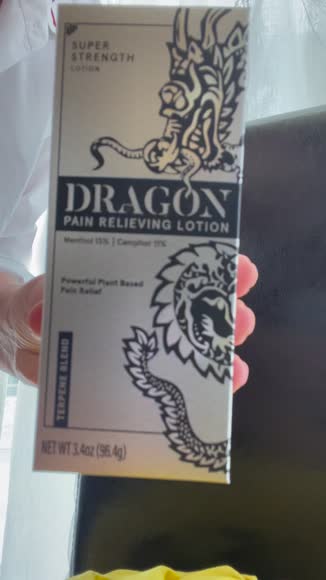 SUPER
STRENGTH
LOTION
DRAGON
PAIN RELIEVING LOTION
Menthol 15% | Camphor 11%
Powerful Plant Based
Pain Relief
TERPENE BLEND
NET WT 3.4oz (96.4g)